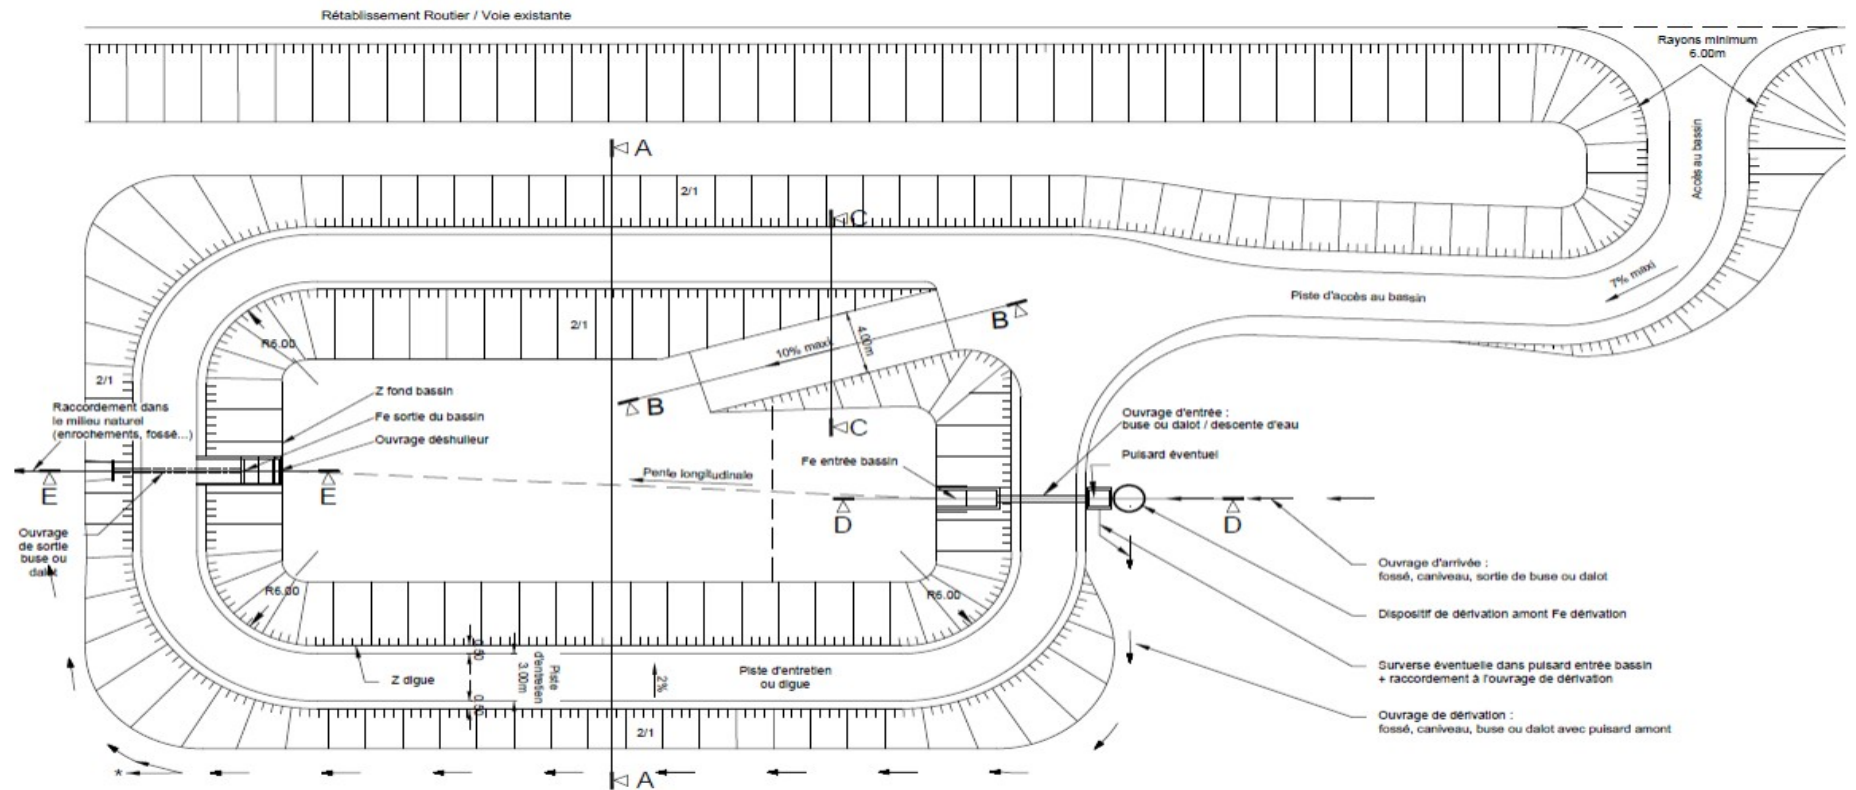 Rétablissement Routier / Voie existante
Rayons minimum
6.00m
Accès au bassin
A
2/1
C
7% maxi
Piste d'accès au bassin
B
2/1
R6.00
10% maxi
4.00m
2/1
Z fond bassin
B
Raccordement dans
le milieu naturel
(enrochements, fossé...)
Fe sortie du bassin
Ouvrage déshuileur
C
Ouvrage d'entrée :
buse ou dalot / descente d'eau
Fe entrée bassin
Puisard éventuel
Pente longitudinale
E
E
D
D
Ouvrage
de sortie
buse ou
dalot
Ouvrage d'arrivée :
fossé, caniveau, sortie de buse ou dalot
R6.00
R6.00
Dispositif de dérivation amont Fe dérivation
0.50
Piste
d'entretien
3.00m
Z digue
2%
Piste d'entretien
ou digue
Surverse éventuelle dans puisard entrée bassin
+ raccordement à l'ouvrage de dérivation
0.50
2/1
Ouvrage de dérivation :
fossé, caniveau, buse ou dalot avec puisard amont
*
A